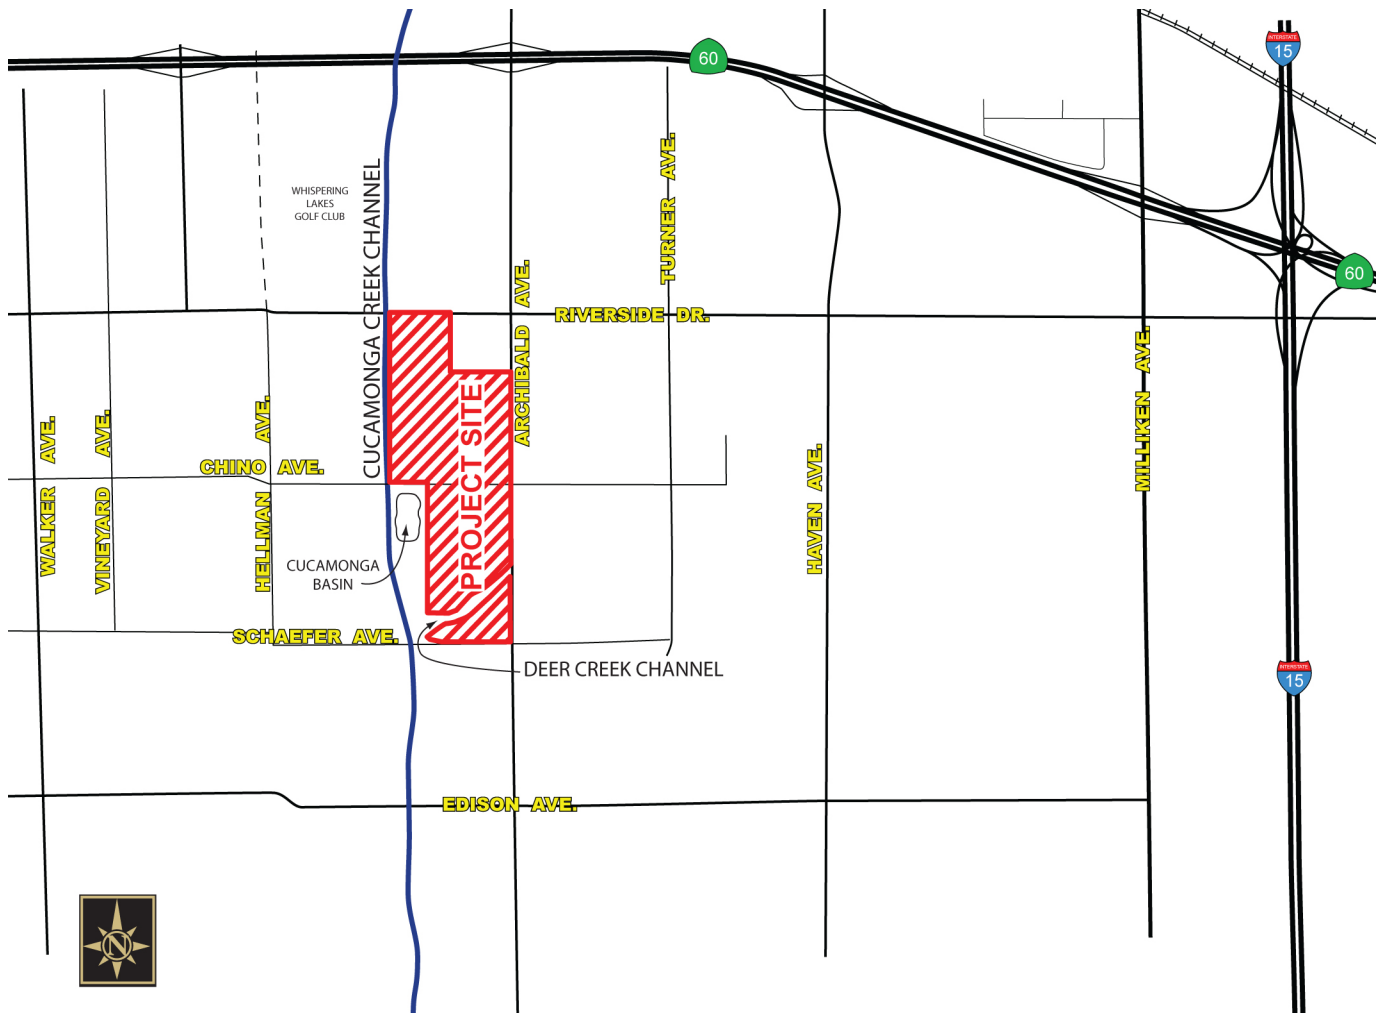 60
INTERSTATE
15
WHISPERING
LAKES
GOLF CLUB
CUCAMONGA CREEK CHANNEL
TURNER AVE.
60
ARCHIBALD AVE.
RIVERSIDE DR.
MILLIKEN AVE.
PROJECT SITE
WALKER AVE.
VINEYARD AVE.
HELLMAN AVE.
CHINO AVE.
HAVEN AVE.
CUCAMONGA
BASIN
SCHAEFER AVE.
DEER CREEK CHANNEL
INTERSTATE
15
EDISON AVE.
N